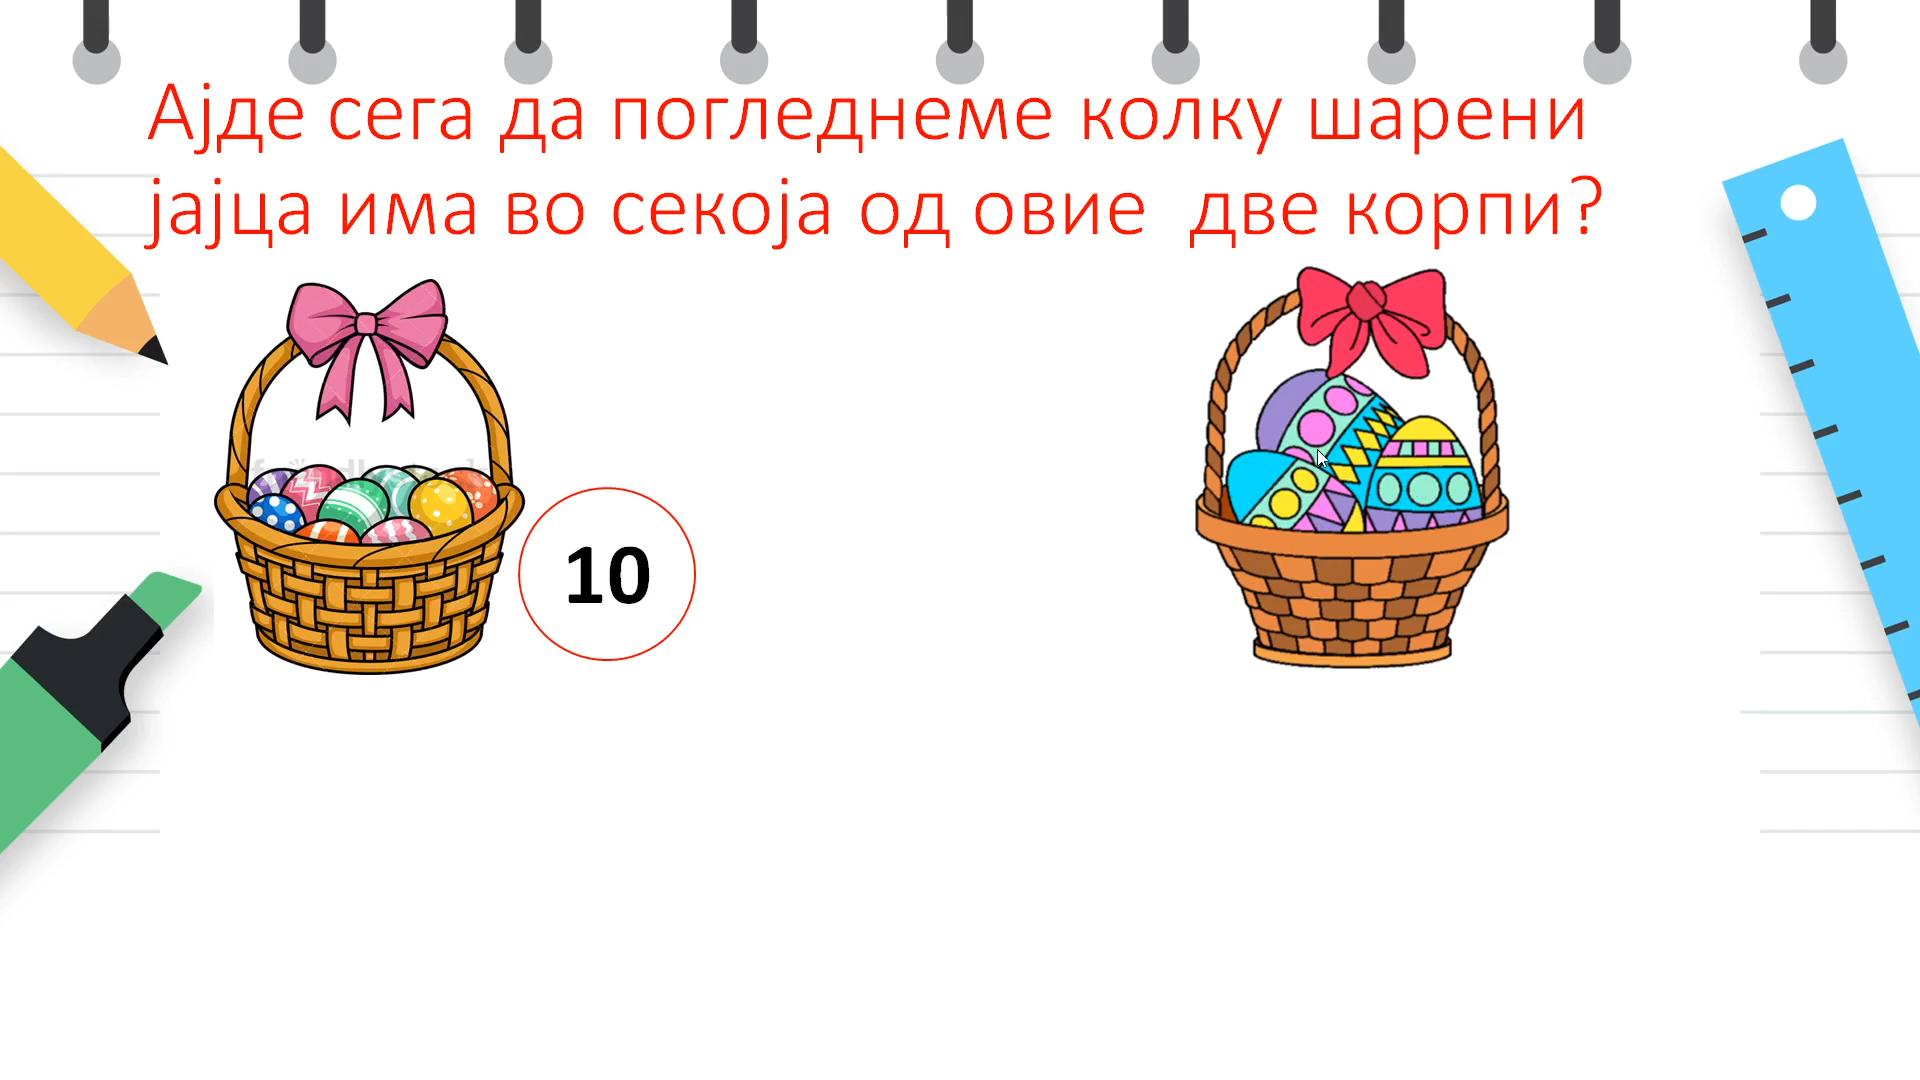 Ајде сега да погледнеме колку шарени
јајца има во секоја од овие две корпи?
10